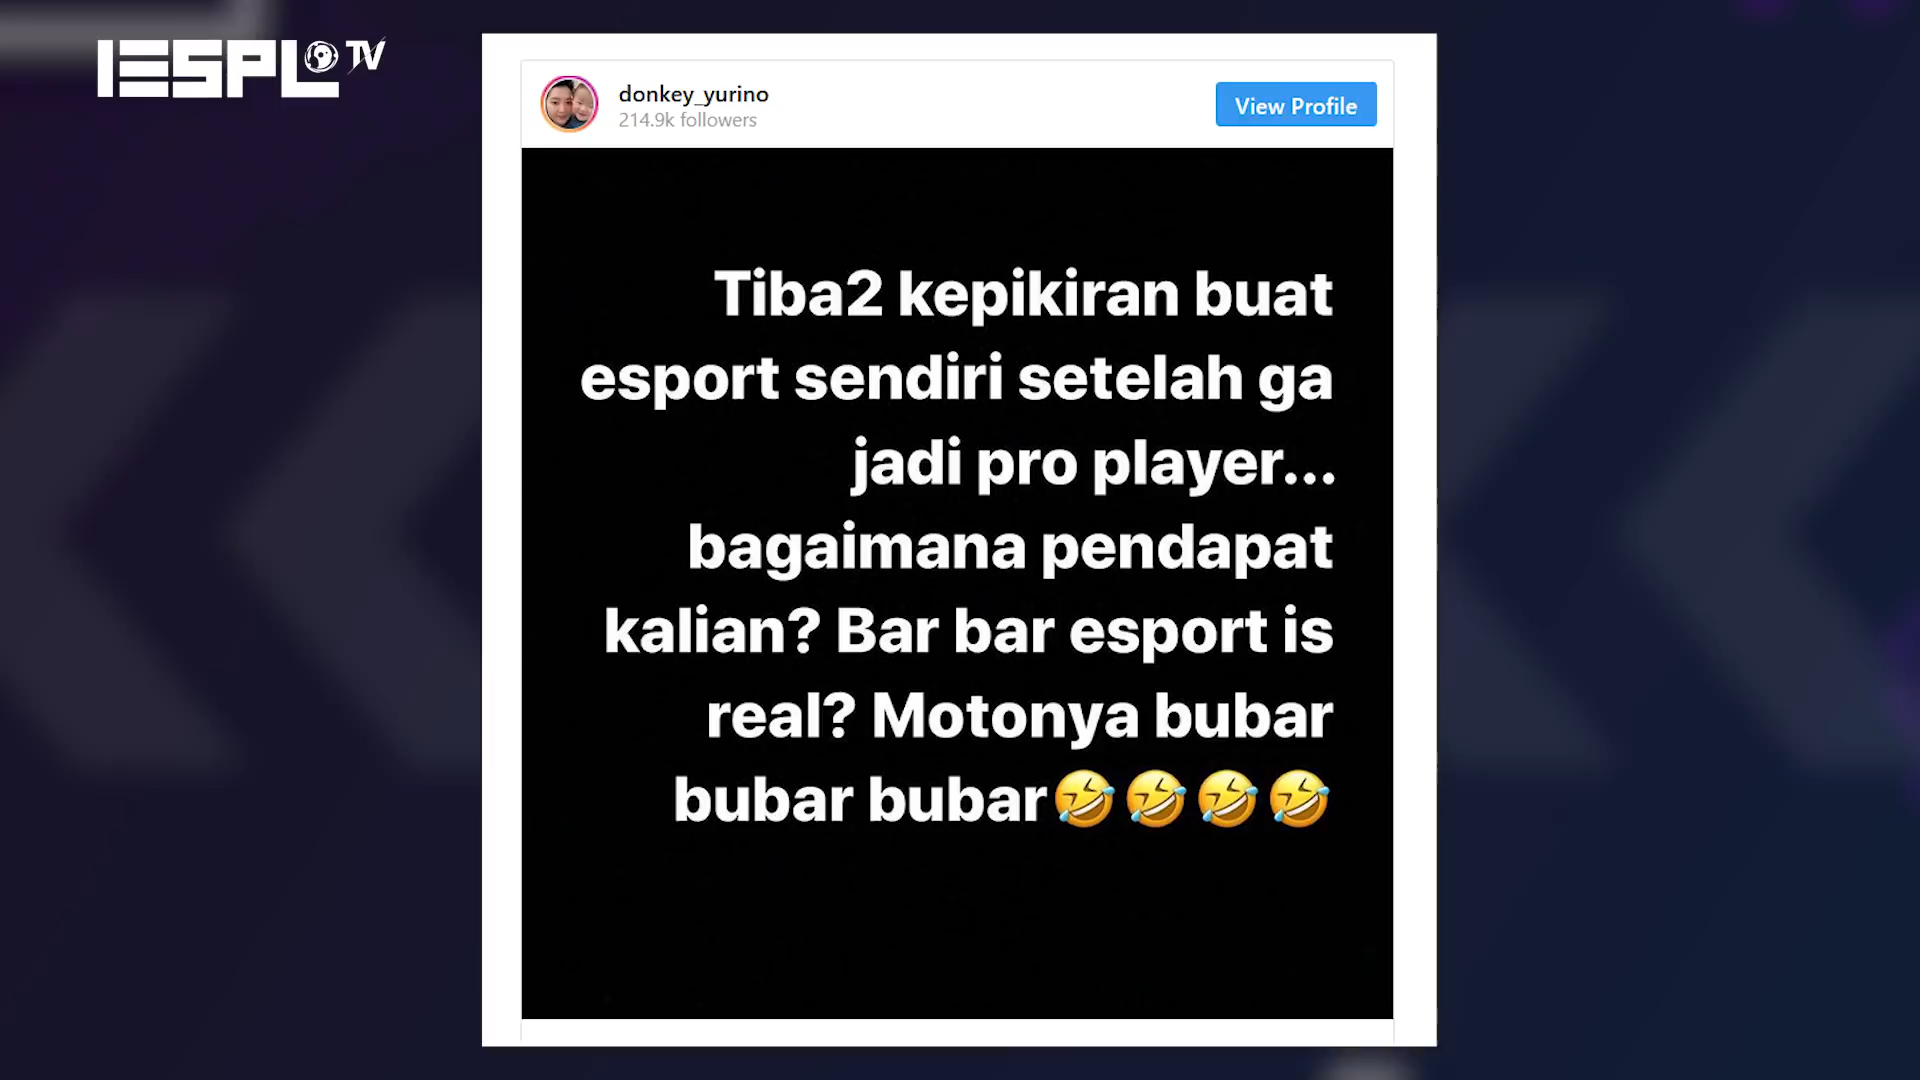 IESPL TV
donkey_yurino
214.9k followers
View Profile
Tiba2 kepikiran buat
esport sendiri setelah ga
jadi pro player...
bagaimana pendapat
kalian? Bar bar esport is
real? Motonya bubar
bubar bubar🤣🤣🤣🤣